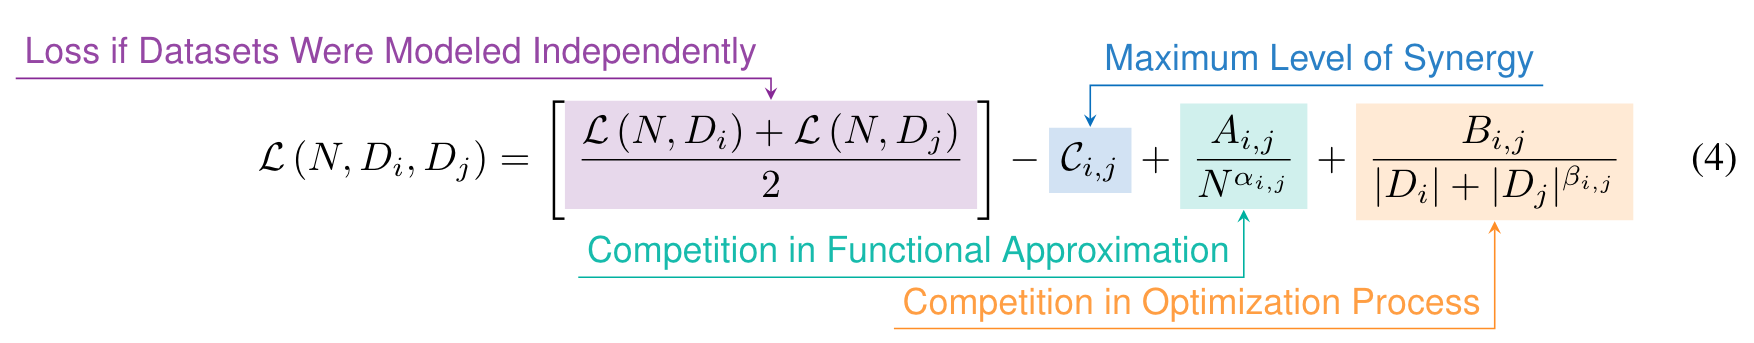 Loss if Datasets Were Modeled Independently
Maximum Level of Synergy
$\mathcal{L}(N, D_i, D_j) = \left[ \frac{\mathcal{L}(N, D_i) + \mathcal{L}(N, D_j)}{2} \right] - \mathcal{C}_{i,j} + \frac{A_{i,j}}{N^{\alpha_{i,j}}} + \frac{B_{i,j}}{|D_i| + |D_j|^{\beta_{i,j}}}$ (4)
Competition in Functional Approximation
Competition in Optimization Process